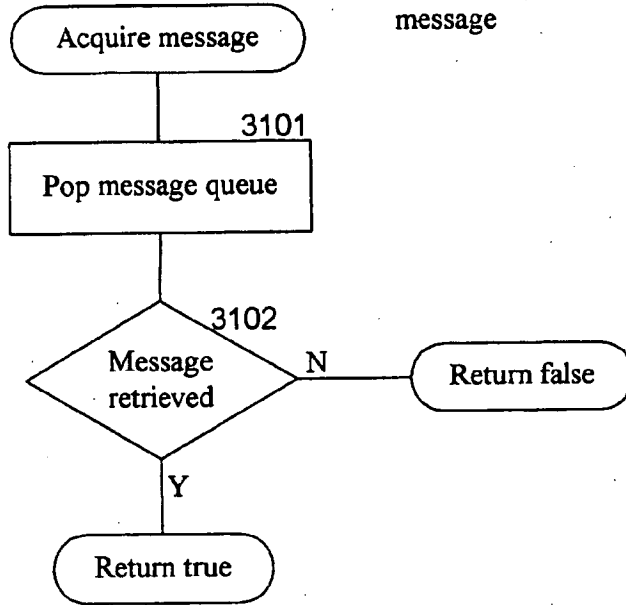 Acquire message
message
3101
Pop message queue
3102
Message
retrieved
N
Return false
Y
Return true